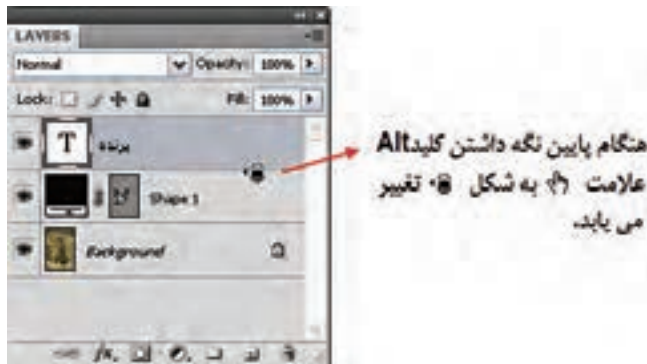 LAYERS
Normal Opacity: 100%
Lock: Fill: 100%
T پرنده
Shape 1
Background
fx.
هنگام پایین نگه داشتن کلید Alt
علامت به شکل تغییر
می یابد.